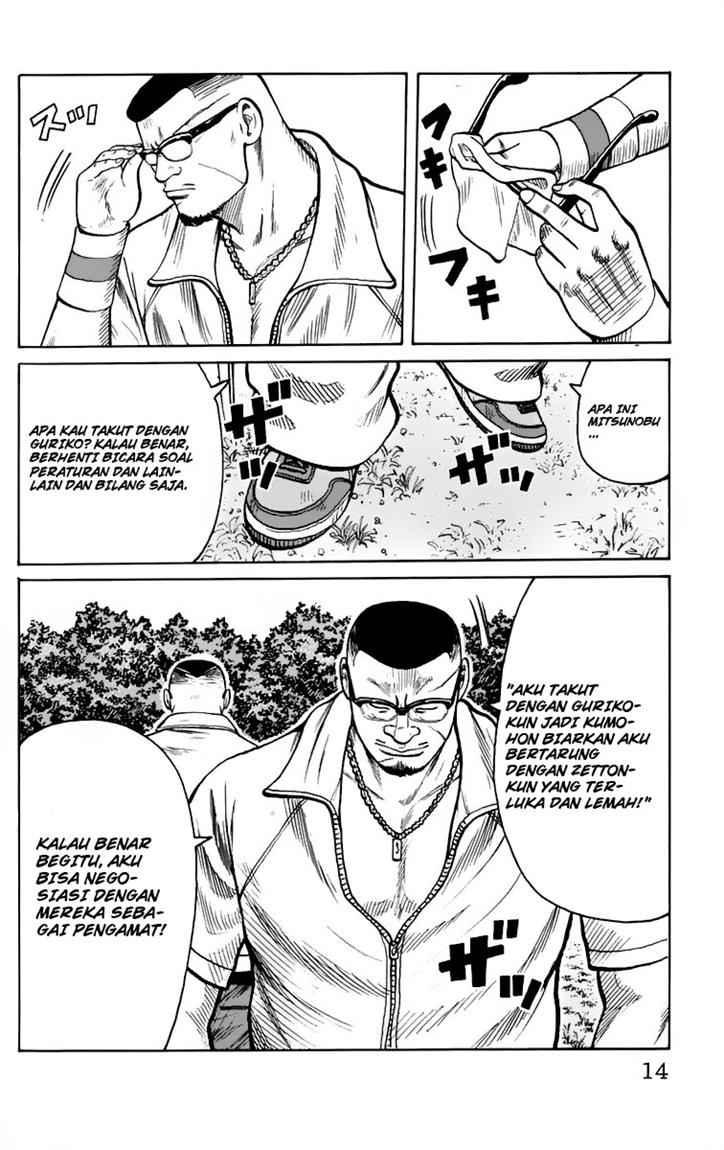 フキ
フキ
スッ
APA INI
MITSUNOBU
...
ザッ
ザッ
APA KAU TAKUT DENGAN
GURIKO? KALAU BENAR,
BERHENTI BICARA SOAL
PERATURAN DAN LAIN-
LAIN DAN BILANG SAJA.
"AKU TAKUT
DENGAN GURIKO-
KUN JADI KUMO-
HON BIARKAN AKU
BERTARUNG
DENGAN ZETTON-
KUN YANG TER-
LUKA DAN LEMAH!"
KALAU BENAR
BEGITU, AKU
BISA NEGO-
SIASI DENGAN
MEREKA SEBA-
GAI PENGAMAT!
ザッ
14